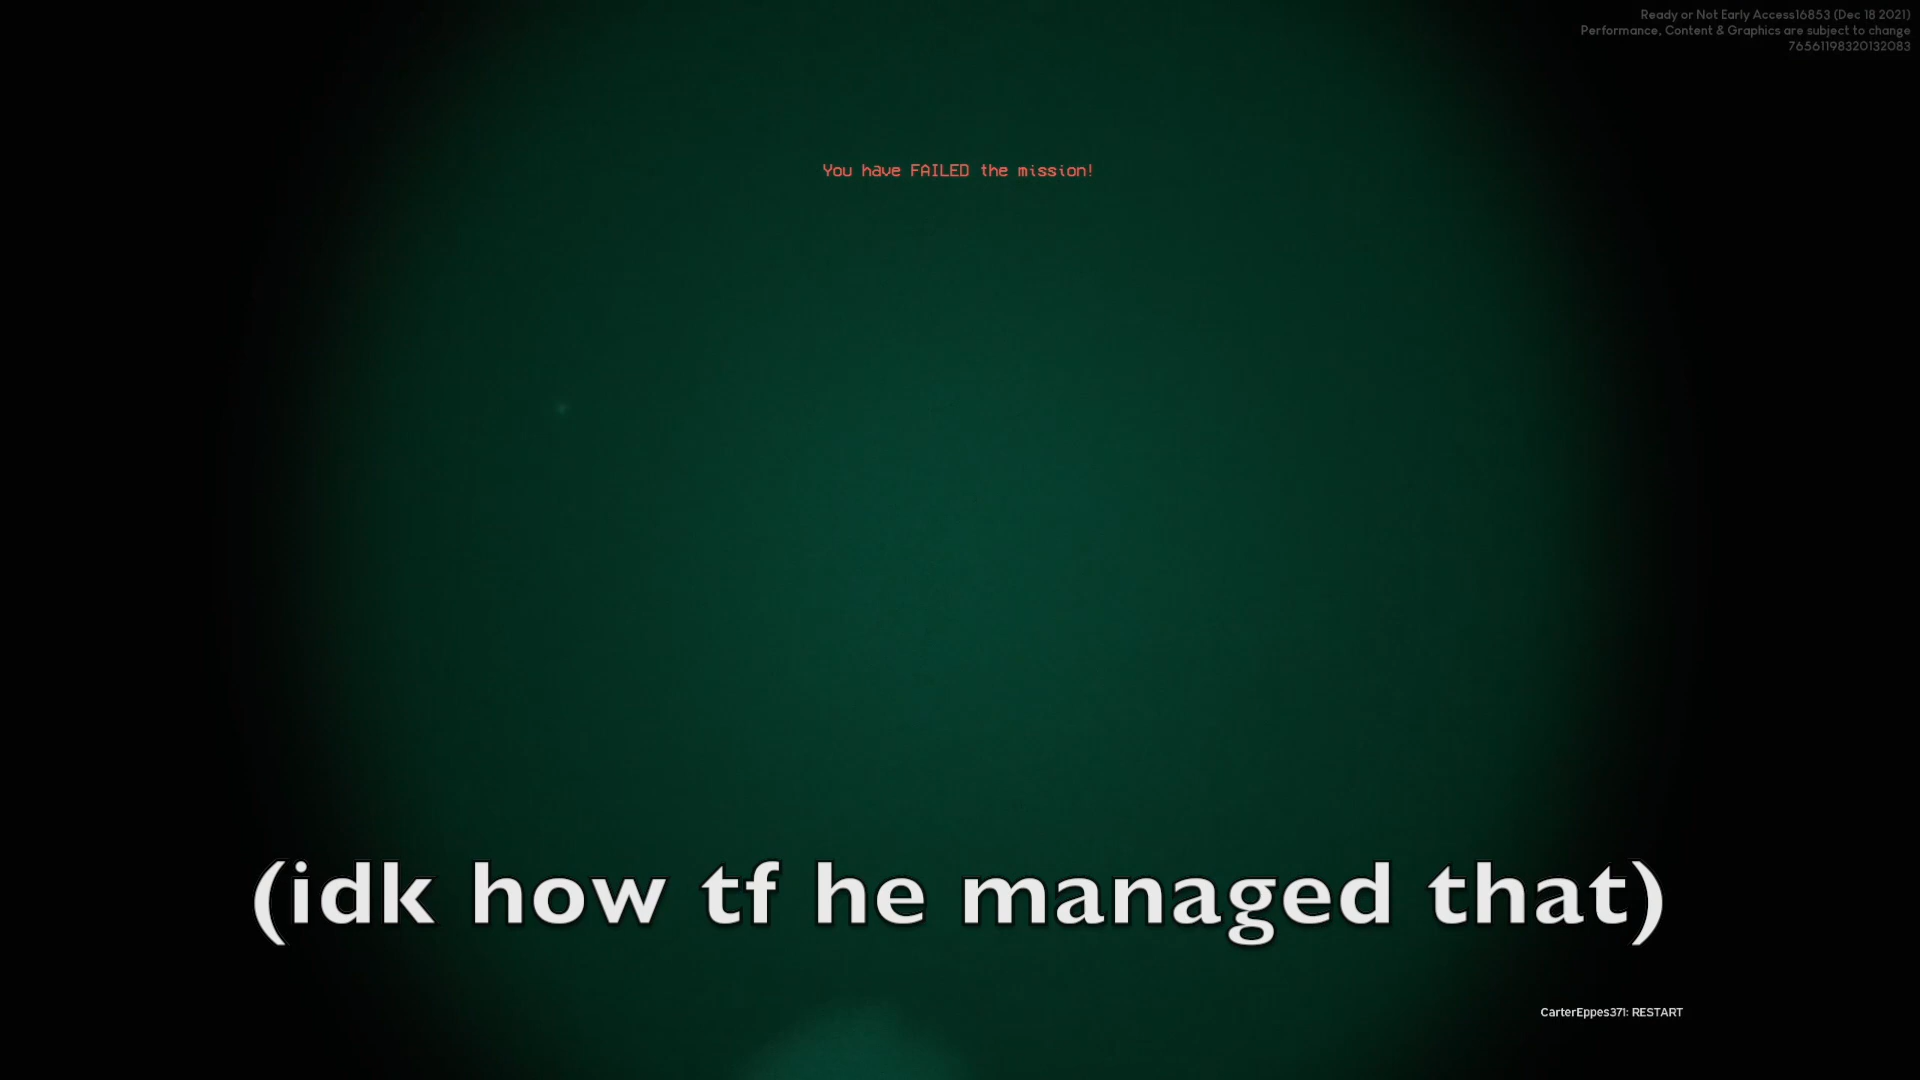 Ready or Not Early Access16853 (Dec 18 2021)
Performance, Content & Graphics are subject to change
76561198320132083
You have FAILED the mission!
(idk how tf he managed that)
CarterEppes371: RESTART